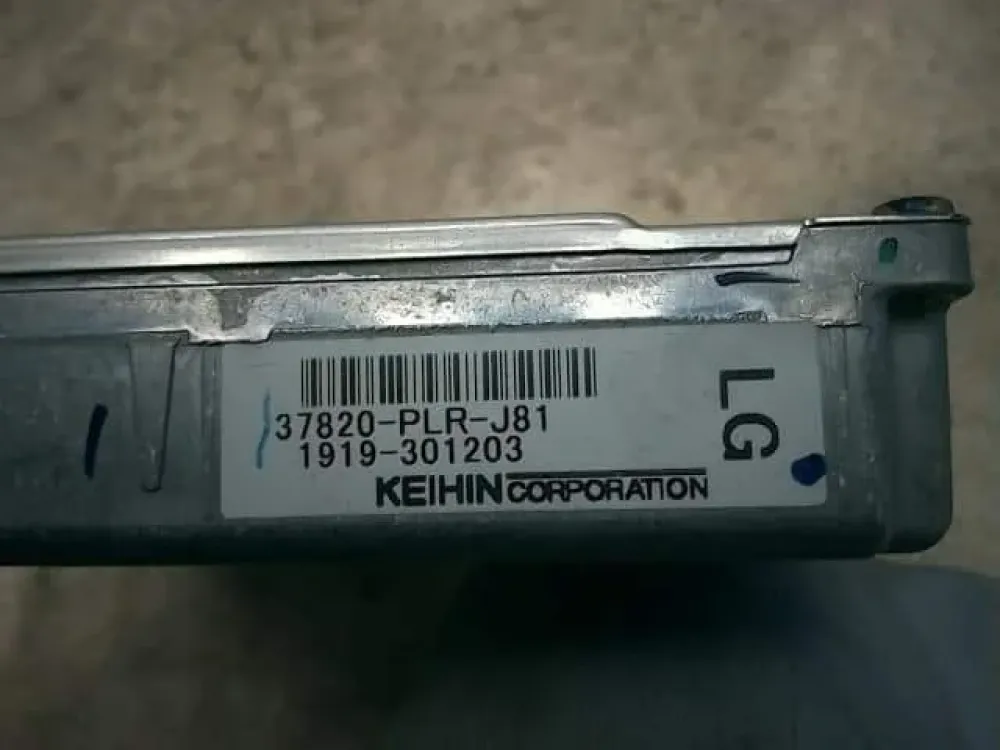 37820-PLR-J81
1919-301203
KEIHIN CORPORATION
LG